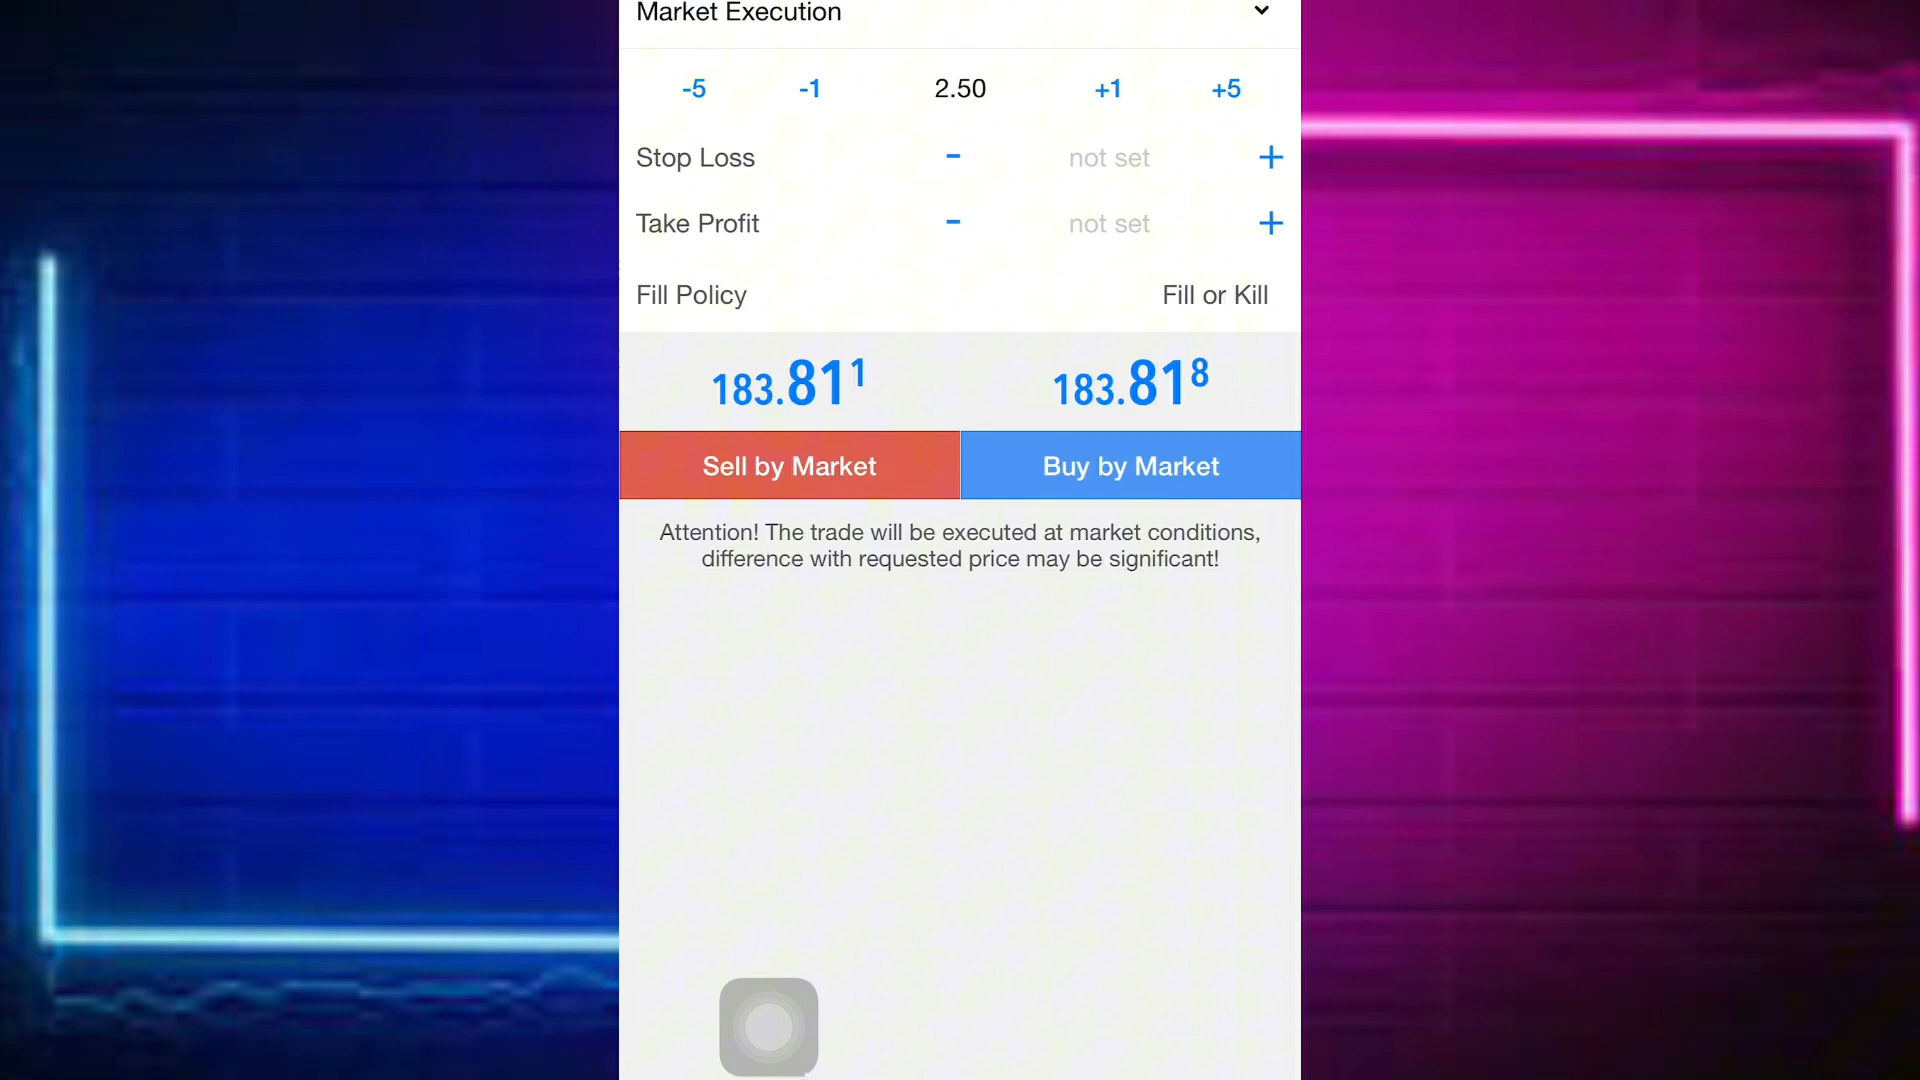 Market Execution
-5 -1 2.50 +1 +5
Stop Loss - not set +
Take Profit - not set +
Fill Policy Fill or Kill
183.811 183.818
Sell by Market Buy by Market
Attention! The trade will be executed at market conditions,
difference with requested price may be significant!